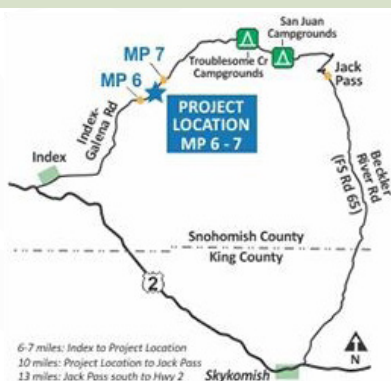 San Juan
Campgrounds
MP 7
Troublesome Cr
Campgrounds
Jack
Pass
MP 6
PROJECT
LOCATION
MP 6 - 7
Index-
Galena Rd
Index
Beckler
River Rd
(FS Rd 65)
Snohomish County
King County
2
6-7 miles: Index to Project Location
10 miles: Project Location to Jack Pass
13 miles: Jack Pass south to Hwy 2
Skykomish
N